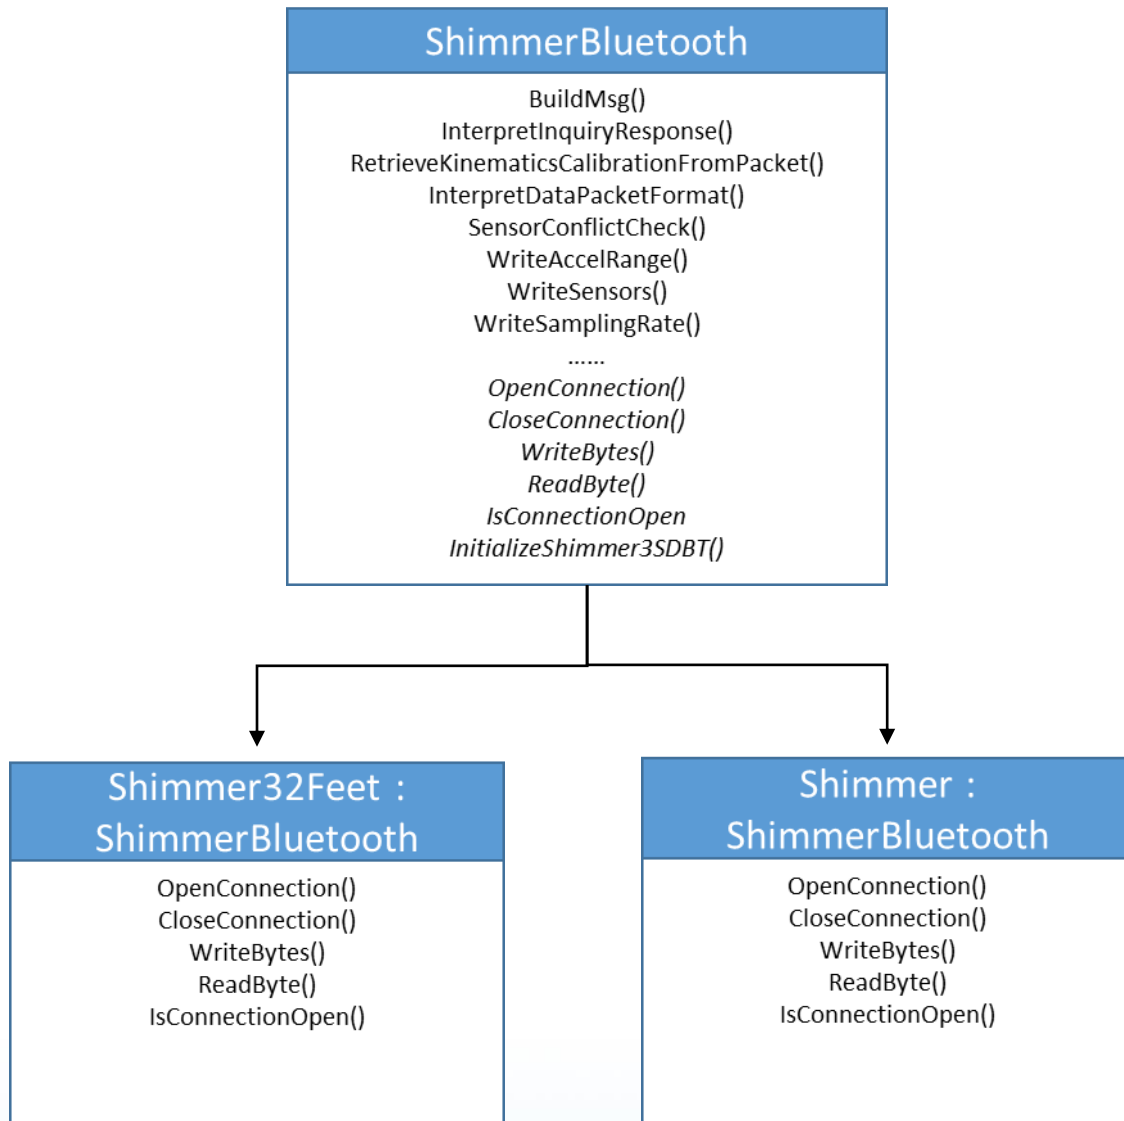 ShimmerBluetooth
BuildMsg()
InterpretInquiryResponse()
RetrieveKinematicsCalibrationFromPacket()
InterpretDataPacketFormat()
SensorConflictCheck()
WriteAccelRange()
WriteSensors()
WriteSamplingRate()
......
OpenConnection()
CloseConnection()
WriteBytes()
ReadByte()
IsConnectionOpen
InitializeShimmer3SDBT()
Shimmer32Feet :
ShimmerBluetooth
OpenConnection()
CloseConnection()
WriteBytes()
ReadByte()
IsConnectionOpen()
Shimmer :
ShimmerBluetooth
OpenConnection()
CloseConnection()
WriteBytes()
ReadByte()
IsConnectionOpen()